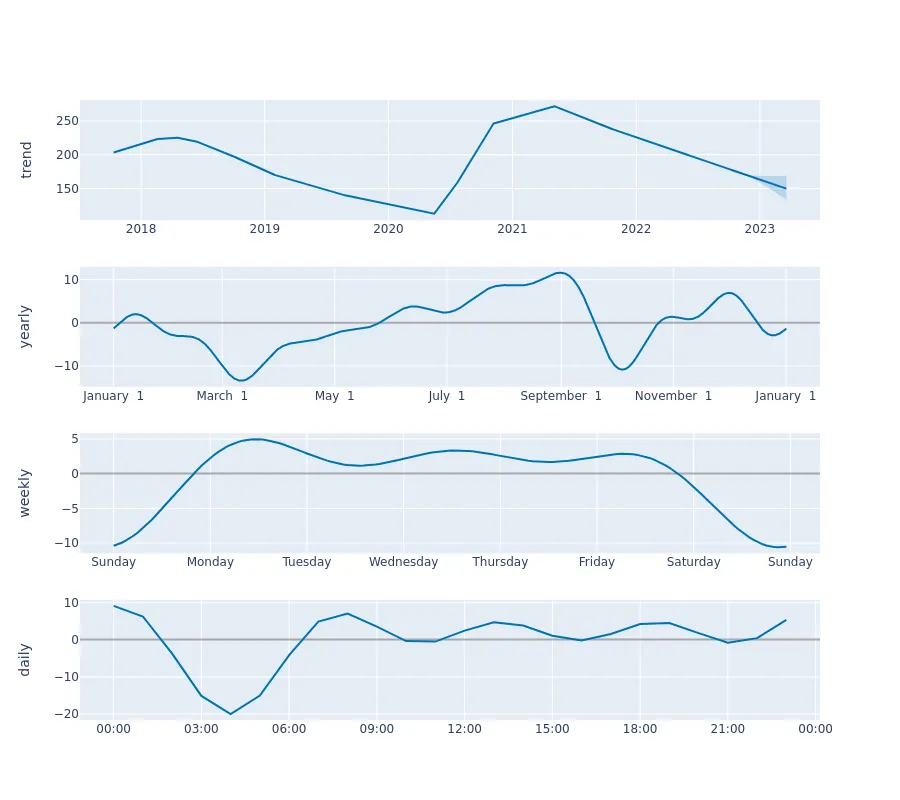 trend
250
200
150
2018 2019 2020 2021 2022 2023
yearly
10
0
−10
January 1 March 1 May 1 July 1 September 1 November 1 January 1
weekly
5
0
−5
−10
Sunday Monday Tuesday Wednesday Thursday Friday Saturday Sunday
daily
10
0
−10
−20
00:00 03:00 06:00 09:00 12:00 15:00 18:00 21:00 00:00